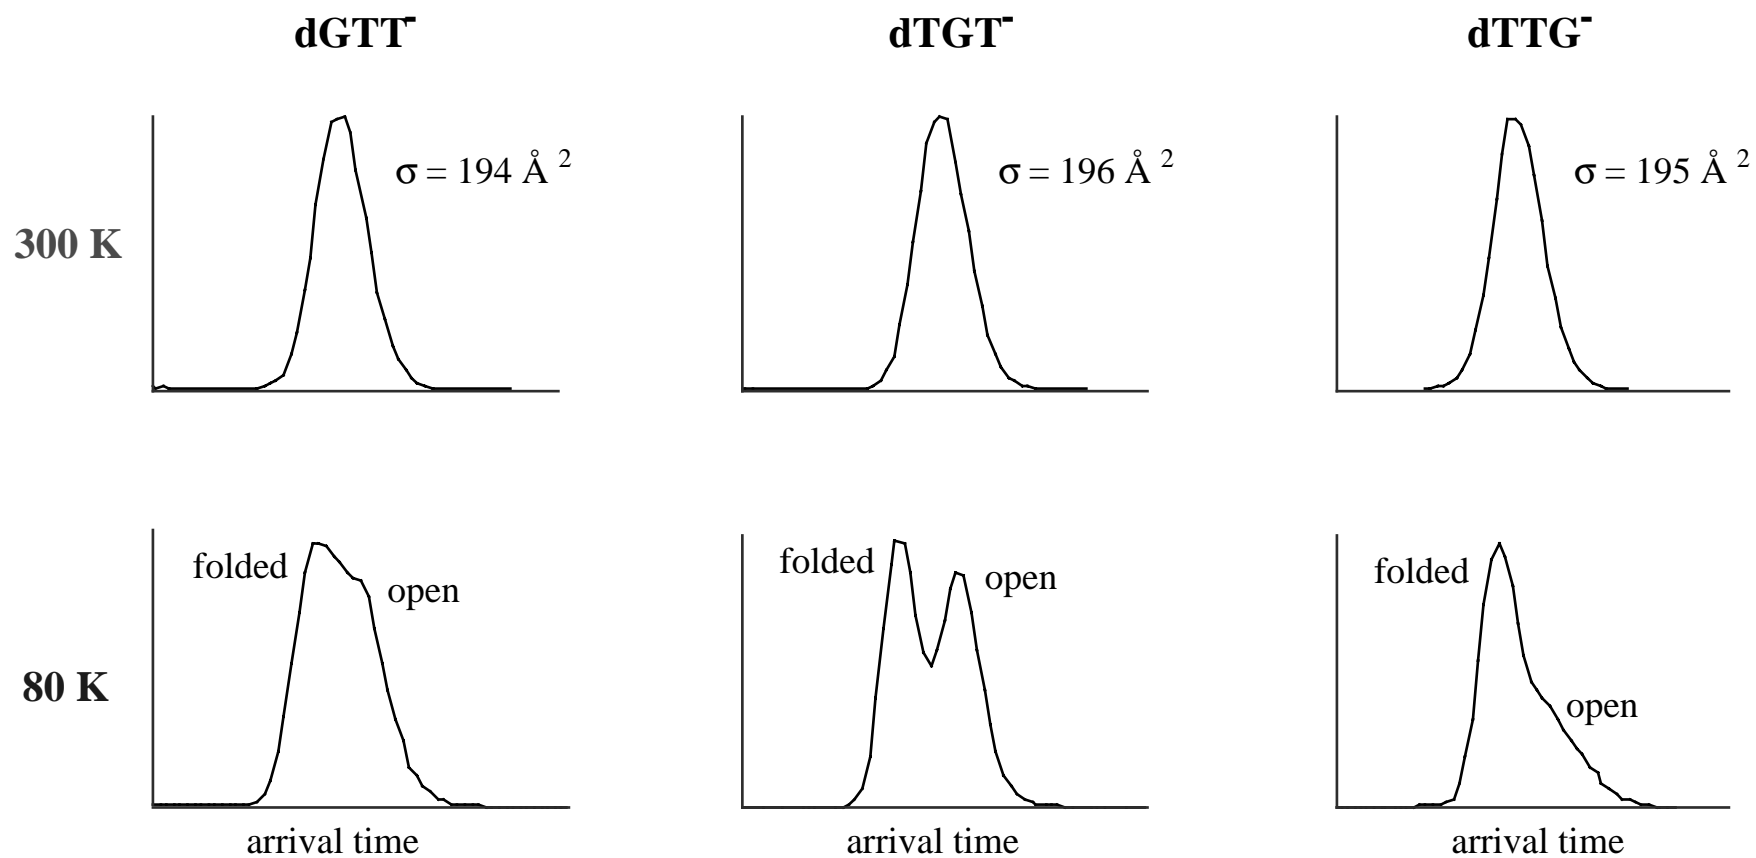 dGTT⁻
dTGT⁻
dTTG⁻
300 K
σ = 194 Å ²
σ = 196 Å ²
σ = 195 Å ²
80 K
folded
open
folded
open
folded
open
arrival time
arrival time
arrival time